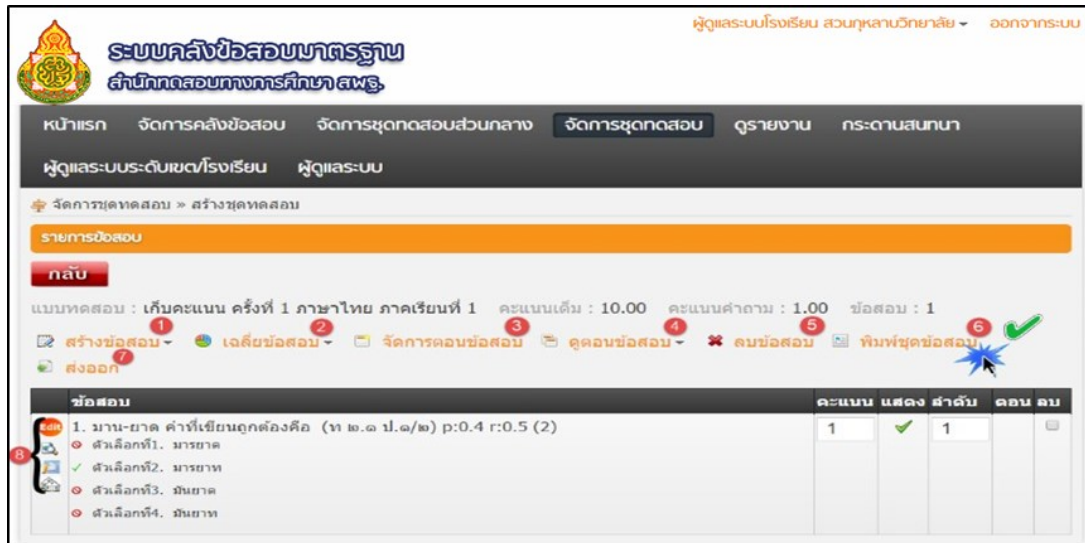 ผู้ดูแลระบบโรงเรียน สวนกุหลาบวิทยาลัย ออกจากระบบ
ระบบคลังข้อสอบมาตรฐาน
สำนักทดสอบทางการศึกษา สพฐ.
หน้าแรก จัดการคลังข้อสอบ จัดการชุดทดสอบส่วนกลาง จัดการชุดทดสอบ ดูรายงาน กระดานสนทนา
ผู้ดูแลระบบระดับเขต/โรงเรียน ผู้ดูแลระบบ
จัดการชุดทดสอบ » สร้างชุดทดสอบ
รายการข้อสอบ
กลับ
แบบทดสอบ : เก็บคะแนน ครั้งที่ 1 ภาษาไทย ภาคเรียนที่ 1 คะแนนเต็ม : 10.00 คะแนนคำถาม : 1.00 ข้อสอบ : 1
1 2 3 4 5 6
สร้างข้อสอบ เฉลี่ยข้อสอบ จัดการตอนข้อสอบ ดูตอนข้อสอบ ลบข้อสอบ พิมพ์ชุดข้อสอบ
ส่งออก 7
ข้อสอบ คะแนน แสดง ลำดับ ตอน ลบ
Edit 1. มาน-ยาด คำที่เขียนถูกต้องคือ (ท ๒.๑ ป.๑/๒) p:0.4 r:0.5 (2) 1 1
ตัวเลือกที่1. มารยาด
8 ตัวเลือกที่2. มารยาท
ตัวเลือกที่3. มันยาด
ตัวเลือกที่4. มันยาท